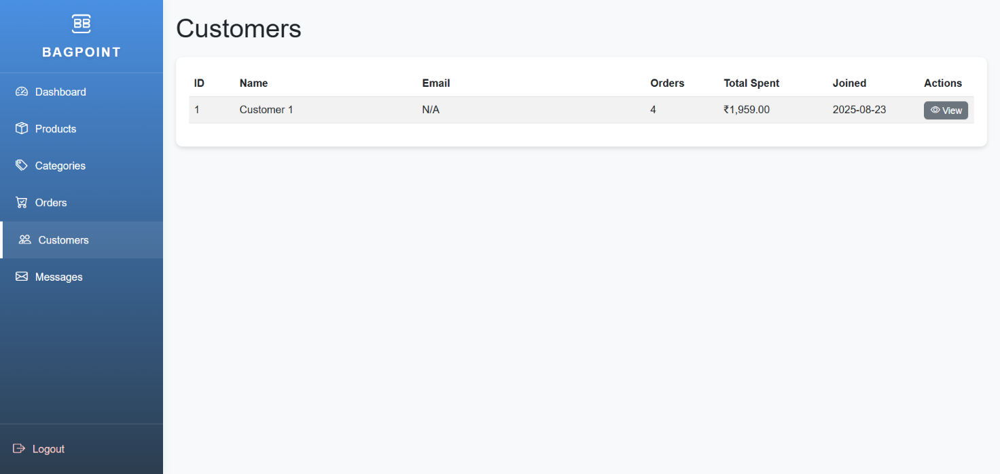 BB
BAGPOINT
Dashboard
Products
Categories
Orders
Customers
Messages
Logout
Customers
ID Name Email Orders Total Spent Joined Actions
1 Customer 1 N/A 4 ₹1,959.00 2025-08-23 View